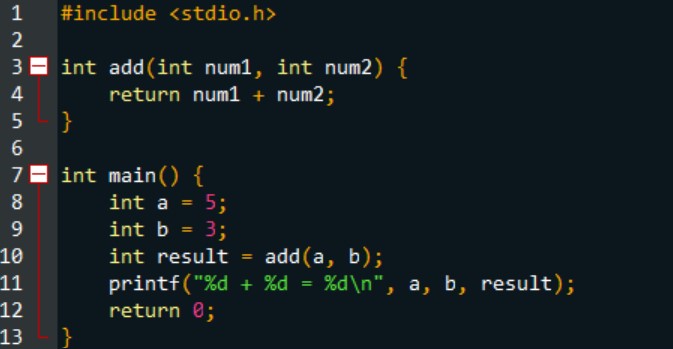 1 #include <stdio.h>
2
3 int add(int num1, int num2) {
4     return num1 + num2;
5 }
6
7 int main() {
8     int a = 5;
9     int b = 3;
10     int result = add(a, b);
11     printf("%d + %d = %d\n", a, b, result);
12     return 0;
13 }